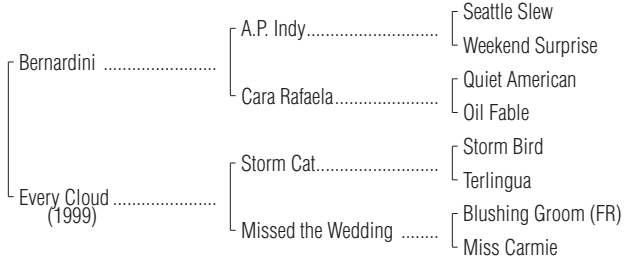 Seattle Slew
A.P. Indy................................
Weekend Surprise
Bernardini ...........................
Quiet American
Cara Rafaela.........................
Oil Fable
Storm Bird
Storm Cat.............................
Terlingua
Every Cloud .........................
(1999)
Blushing Groom (FR)
Missed the Wedding ........
Miss Carmie